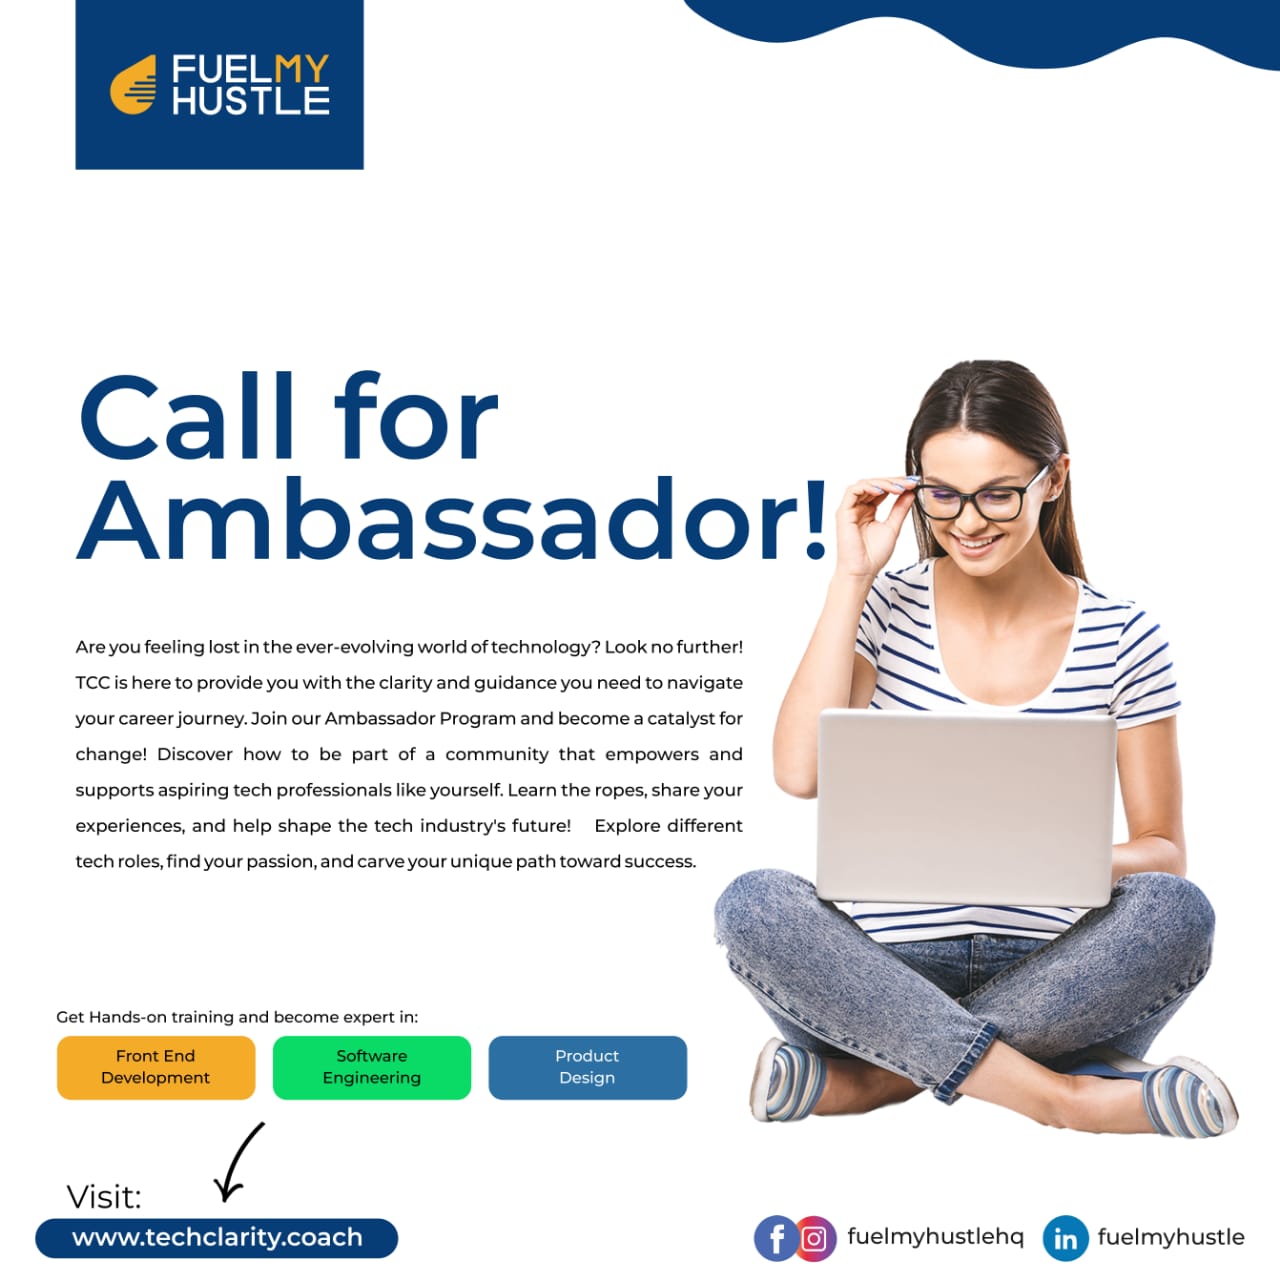 FUELMY
HUSTLE
Call for
Ambassador!
Are you feeling lost in the ever-evolving world of technology? Look no further!
TCC is here to provide you with the clarity and guidance you need to navigate
your career journey. Join our Ambassador Program and become a catalyst for
change! Discover how to be part of a community that empowers and
supports aspiring tech professionals like yourself. Learn the ropes, share your
experiences, and help shape the tech industry's future! Explore different
tech roles, find your passion, and carve your unique path toward success.
Get Hands-on training and become expert in:
Front End
Development
Software
Engineering
Product
Design
Visit:
www.techclarity.coach
fuelmyhustlehq
fuelmyhustle